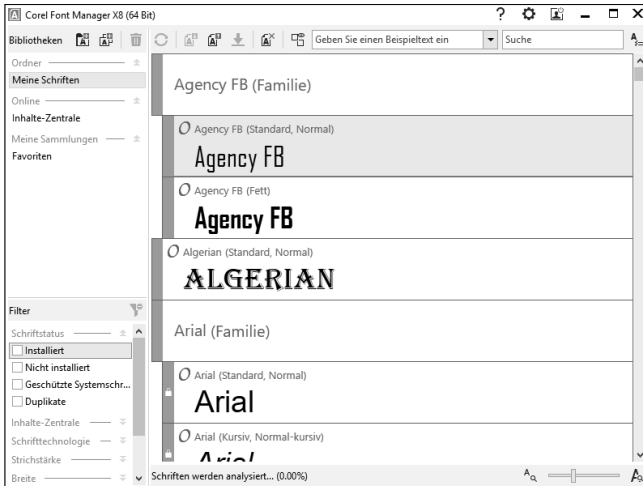 Corel Font Manager X8 (64 Bit)
Bibliotheken
Geben Sie einen Beispieltext ein
Suche
Ordner
Meine Schriften
Online
Inhalte-Zentrale
Meine Sammlungen
Favoriten
Agency FB (Familie)
Agency FB (Standard, Normal)
Agency FB
Agency FB (Fett)
Agency FB
Algerian (Standard, Normal)
ALGERIAN
Arial (Familie)
Arial (Standard, Normal)
Arial
Arial (Kursiv, Normal-kursiv)
Arial
Filter
Schriftstatus
Installiert
Nicht installiert
Geschützte Systemschr...
Duplikate
Inhalte-Zentrale
Schrifttechnologie
Strichstärke
Breite
Schriften werden analysiert... (0.00%)